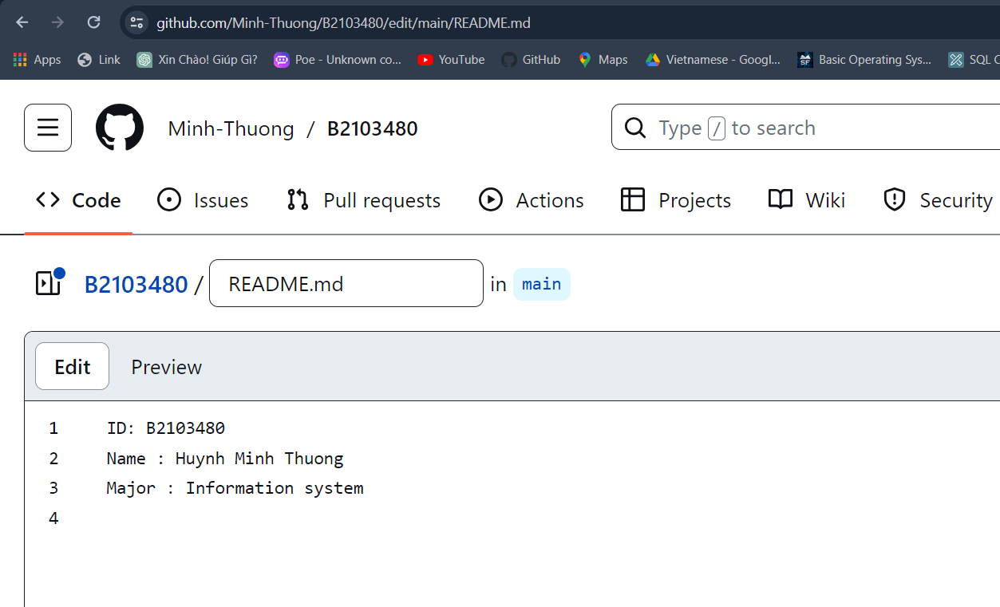 github.com/Minh-Thuong/B2103480/edit/main/README.md
Apps Link Xin Chào! Giúp Gì? Poe - Unknown co... YouTube GitHub Maps Vietnamese - Googl... Basic Operating Sys... SQL C
Minh-Thuong / B2103480 Type / to search
Code Issues Pull requests Actions Projects Wiki Security
B2103480 / README.md in main
Edit Preview
1 ID: B2103480
2 Name : Huynh Minh Thuong
3 Major : Information system
4